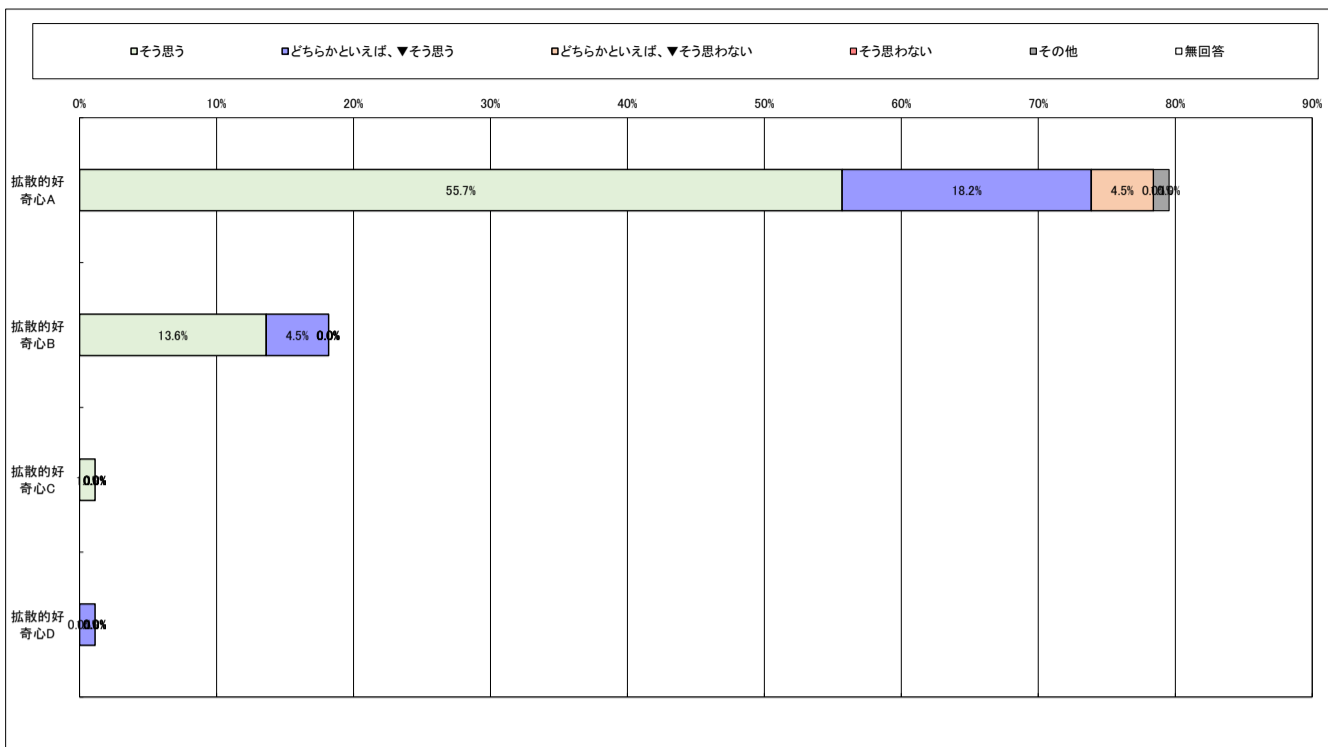 そう思う どちらかといえば、▼そう思う どちらかといえば、▼そう思わない そう思わない その他 無回答
0% 10% 20% 30% 40% 50% 60% 70% 80% 90%
拡散的好
奇心A
55.7% 18.2% 4.5%
拡散的好
奇心B
13.6% 4.5% 0.0%
拡散的好
奇心C
0.0%
拡散的好
奇心D
0.0%